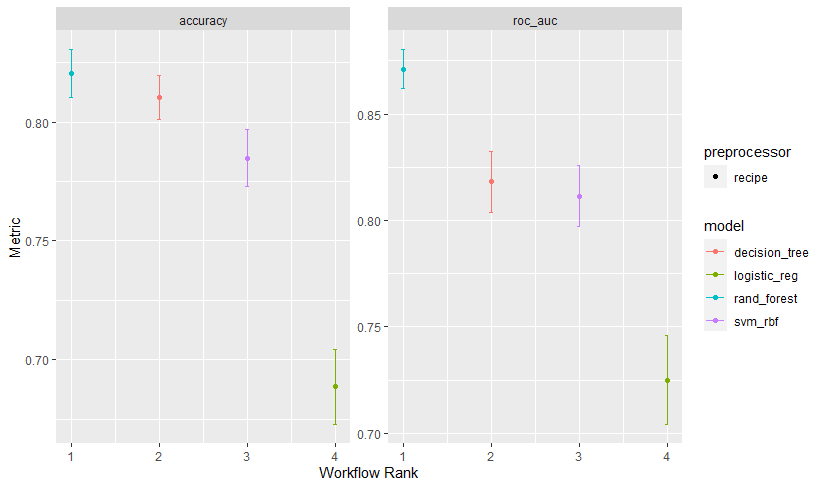 accuracy
roc_auc
Metric
0.80
0.75
0.70
0.85
0.80
0.75
0.70
1 2 3 4
1 2 3 4
Workflow Rank
preprocessor
recipe
model
decision_tree
logistic_reg
rand_forest
svm_rbf